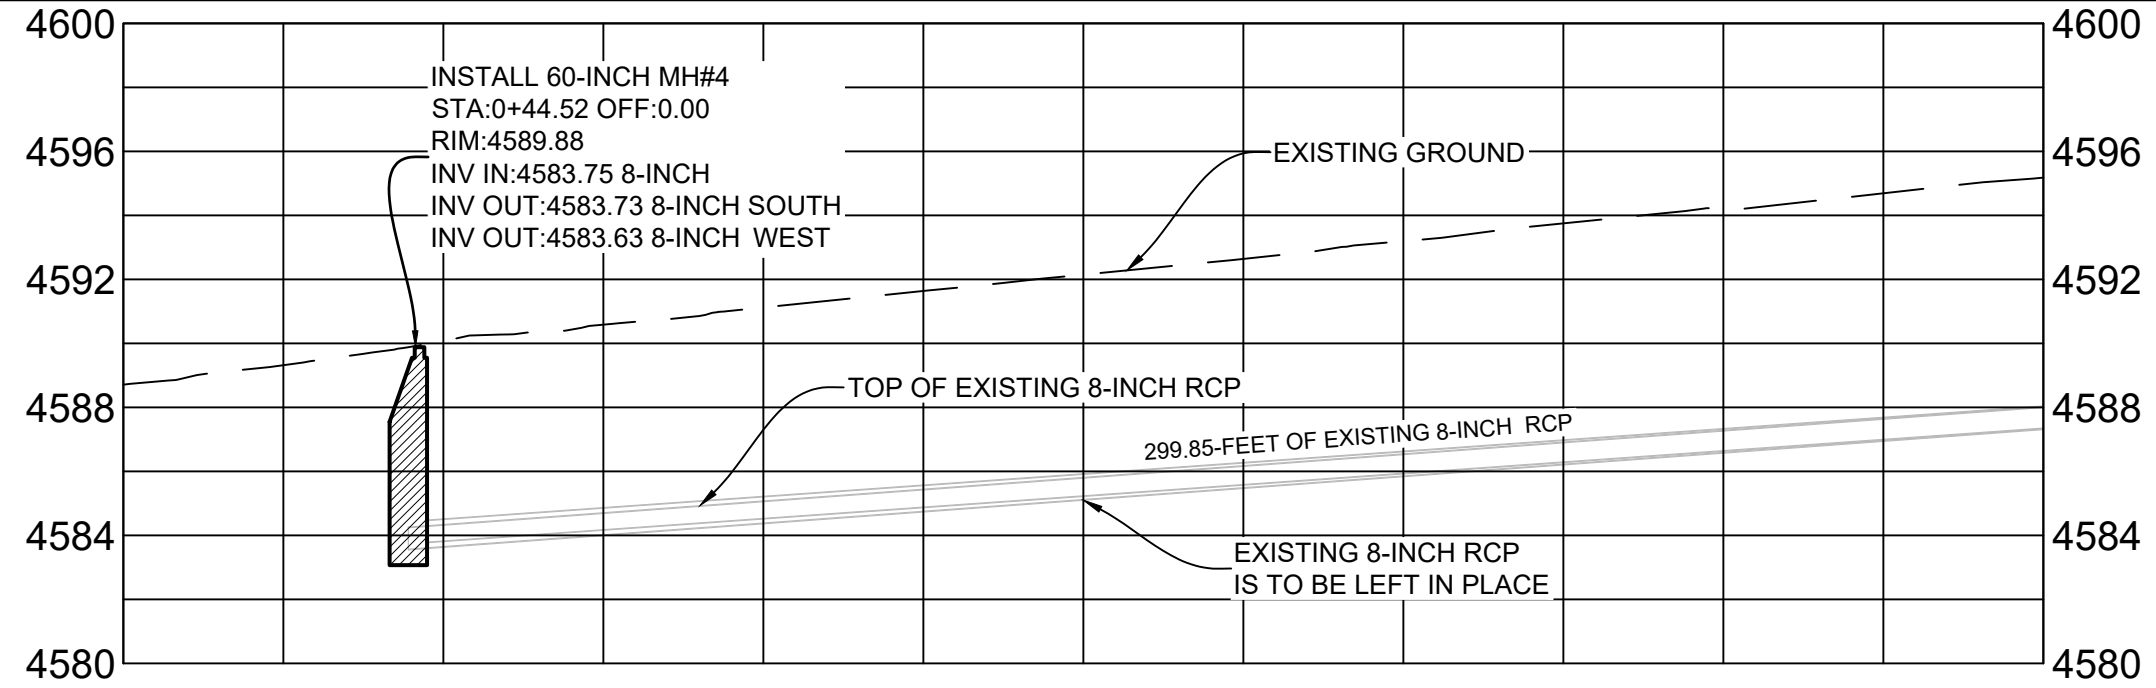 4600
4600
INSTALL 60-INCH MH#4
STA:0+44.52 OFF:0.00
RIM:4589.88
INV IN:4583.75 8-INCH
INV OUT:4583.73 8-INCH SOUTH
INV OUT:4583.63 8-INCH WEST
4596
EXISTING GROUND
4596
4592
4592
TOP OF EXISTING 8-INCH RCP
4588
299.85-FEET OF EXISTING 8-INCH RCP
4588
4584
4584
EXISTING 8-INCH RCP
IS TO BE LEFT IN PLACE
4580
4580